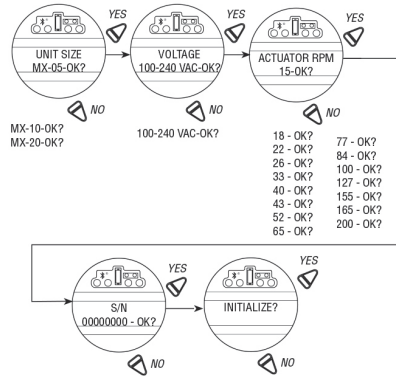 YES
YES
YES
UNIT SIZE
MX-05-OK?
VOLTAGE
100-240 VAC-OK?
ACTUATOR RPM
15-OK?
NO
NO
NO
MX-10-OK?
MX-20-OK?
100-240 VAC-OK?
18 - OK?
22 - OK?
26 - OK?
33 - OK?
40 - OK?
43 - OK?
52 - OK?
65 - OK?
77 - OK?
84 - OK?
100 - OK?
127 - OK?
155 - OK?
165 - OK?
200 - OK?
YES
YES
S/N
00000000 - OK?
INITIALIZE?
NO
NO